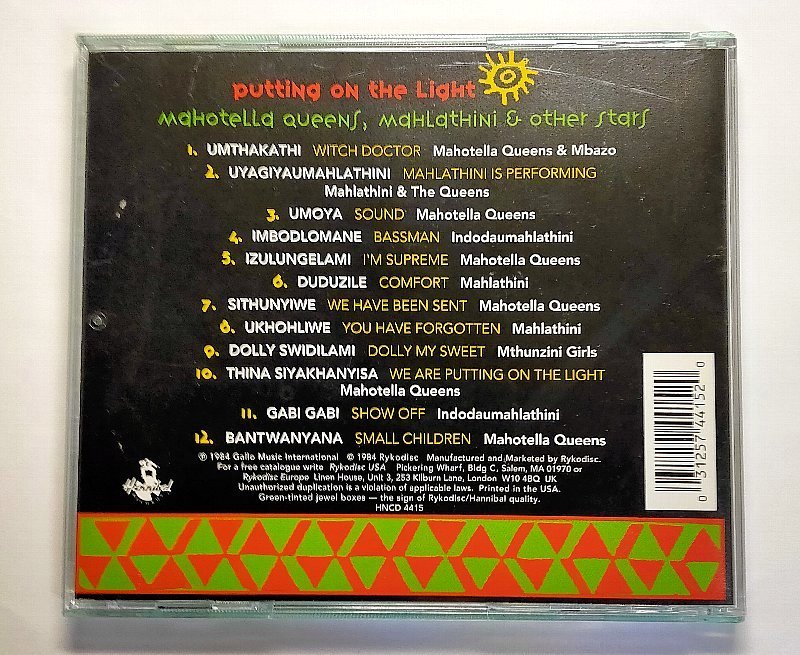 putting on the light
mahotella queens, mahlathini & other stars
1. UMTHAKATHI WITCH DOCTOR Mahotella Queens & Mbazo
2. UYAGIYAUMAHLATHINI MAHLATHINI IS PERFORMING
Mahlathini & The Queens
3. UMOYA SOUND Mahotella Queens
4. IMBODLOMANE BASSMAN Indodaumahlathini
5. IZULUNGELAMI I'M SUPREME Mahotella Queens
6. DUDUZILE COMFORT Mahlathini
7. SITHUNYIWE WE HAVE BEEN SENT Mahotella Queens
8. UKHOHLIWE YOU HAVE FORGOTTEN Mahlathini
9. DOLLY SWIDILAMI DOLLY MY SWEET Mthunzini Girls
10. THINA SIYAKHANYISA WE ARE PUTTING ON THE LIGHT
Mahotella Queens
11. GABI GABI SHOW OFF Indodaumahlathini
12. BANTWANYANA SMALL CHILDREN Mahotella Queens
℗ 1984 Gallo Music International © 1984 Rykodisc Manufactured and Marketed by Rykodisc.
For a free catalogue write Rykodisc USA Pickering Wharf, Bldg C, Salem, MA 01970 or
Rykodisc Europe Linen House, Unit 3, 253 Kilburn Lane, London W10 4BQ UK
Unauthorized duplication is a violation of applicable laws. Printed in the USA.
Green-tinted jewel boxes — the sign of Rykodisc/Hannibal quality.
HNCD 4415
Hannibal
0 31257 44152 0